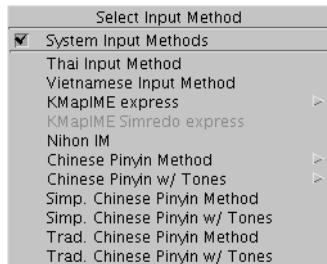 Select Input Method
System Input Methods
Thai Input Method
Vietnamese Input Method
KMapIME express
KMapIME Simredo express
Nihon IM
Chinese Pinyin Method
Chinese Pinyin w/ Tones
Simp. Chinese Pinyin Method
Simp. Chinese Pinyin w/ Tones
Trad. Chinese Pinyin Method
Trad. Chinese Pinyin w/ Tones